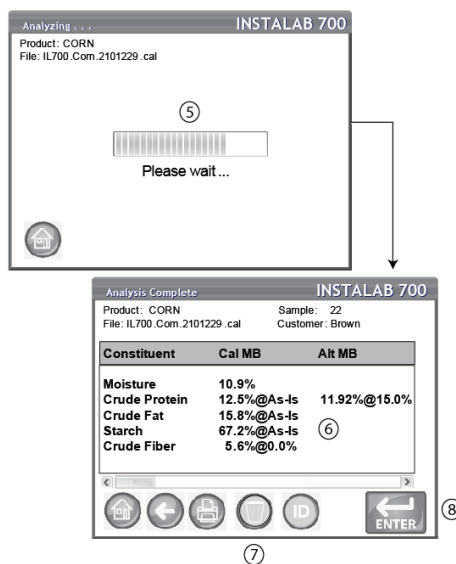 Analyzing . . . INSTALAB 700
Product: CORN
File: IL700.Corn.2101229.cal
⑤
Please wait...
Analysis Complete INSTALAB 700
Product: CORN Sample: 22
File: IL700.Corn.2101229.cal Customer: Brown
Constituent Cal MB Alt MB
Moisture 10.9%
Crude Protein 12.5%@As-Is 11.92%@15.0%
Crude Fat 15.8%@As-Is
Starch 67.2%@As-Is ⑥
Crude Fiber 5.6%@0.0%
ID ENTER ⑧
⑦